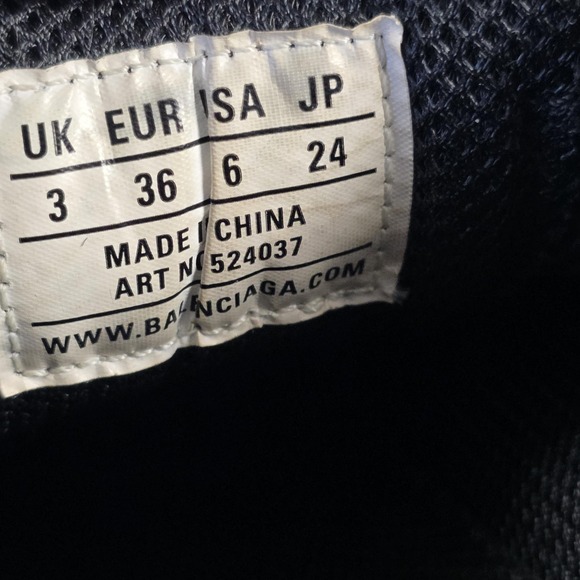 UK EUR USA JP
3 36 6 24
MADE IN CHINA
ART NO 524037
WWW.BALENCIAGA.COM